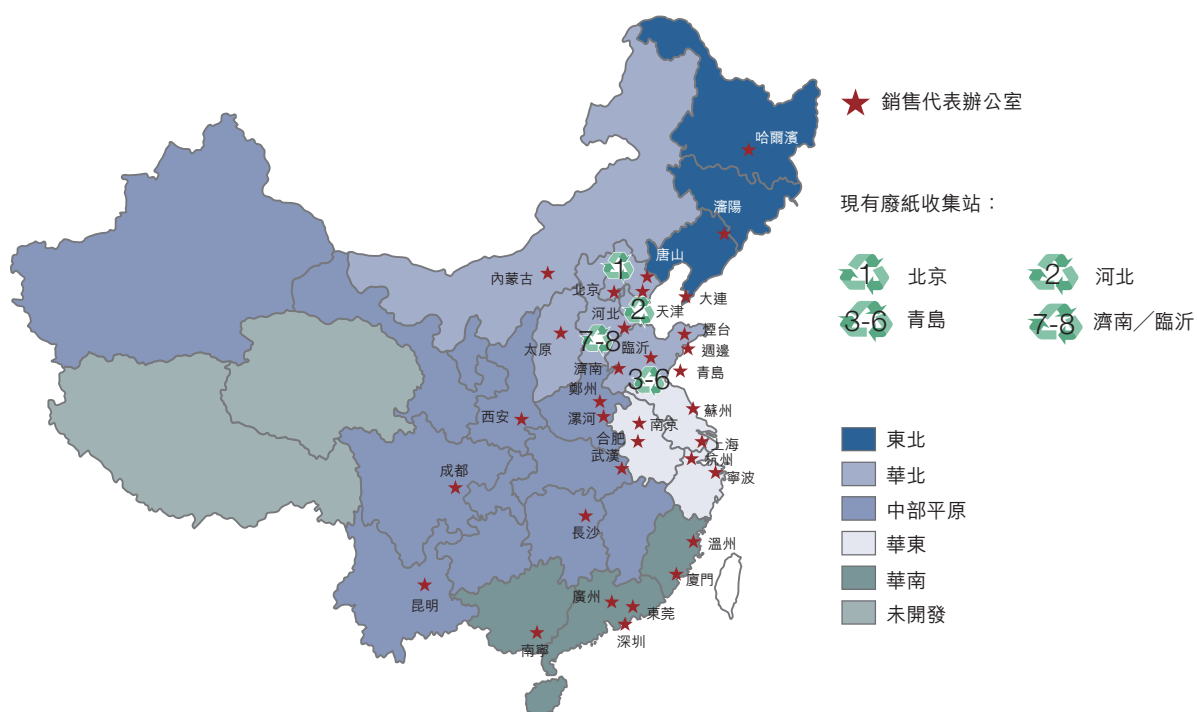 銷售代表辦公室
哈爾濱
瀋陽
現有廢紙收集站：
唐山
1
內蒙古
1 北京
2 河北
北京
大連
2
河北
天津
3-6 青島
7-8 濟南／臨沂
煙台
7-8
太原
臨沂
週邊
濟南
青島
3-6
鄭州
蘇州
西安
漯河
南京
合肥
上海
東北
武漢
杭州
成都
寧波
華北
中部平原
長沙
溫州
華東
廈門
華南
昆明
廣州
東莞
未開發
深圳
南寧